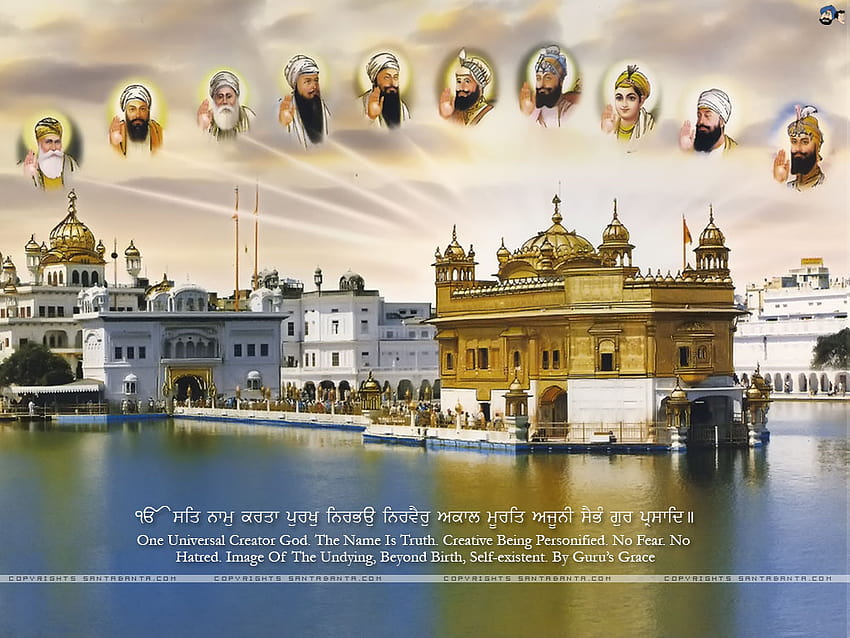 ੴ ਸਤਿ ਨਾਮੁ ਕਰਤਾ ਪੁਰਖੁ ਨਿਰਭਉ ਨਿਰਵੈਰੁ ਅਕਾਲ ਮੂਰਤਿ ਅਜੂਨੀ ਸੈਭੰ ਗੁਰ ਪ੍ਰਸਾਦਿ॥
One Universal Creator God. The Name Is Truth. Creative Being Personified. No Fear. No
Hatred. Image Of The Undying, Beyond Birth, Self-existent. By Guru's Grace
COPYRIGHTS SANTABANTA.COM COPYRIGHTS SANTABANTA.COM COPYRIGHTS SANTABANTA.COM COPYRIGHTS SANTABANTA.COM